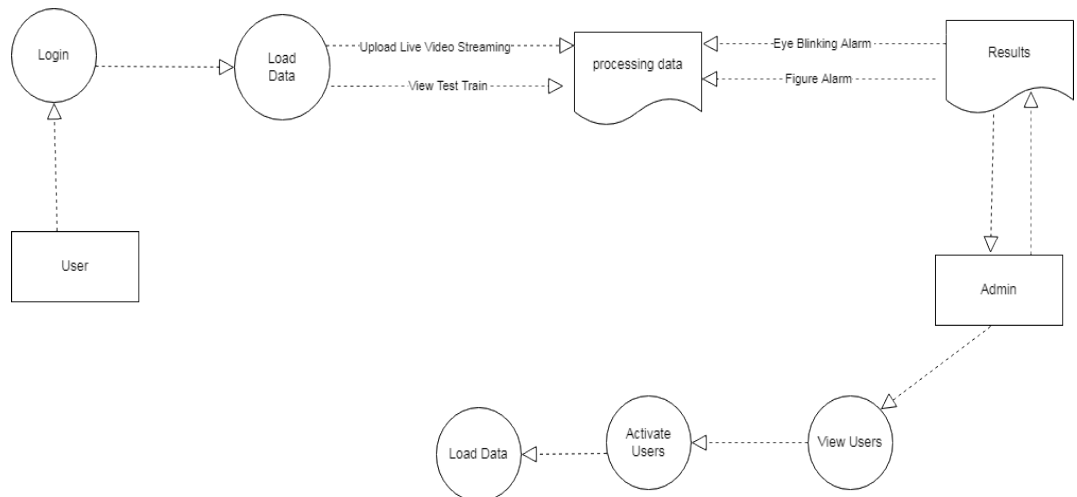 Login
Load
Data
Upload Live Video Streaming
View Test Train
processing data
Eye Blinking Alarm
Figure Alarm
Results
User
Admin
Load Data
Activate
Users
View Users